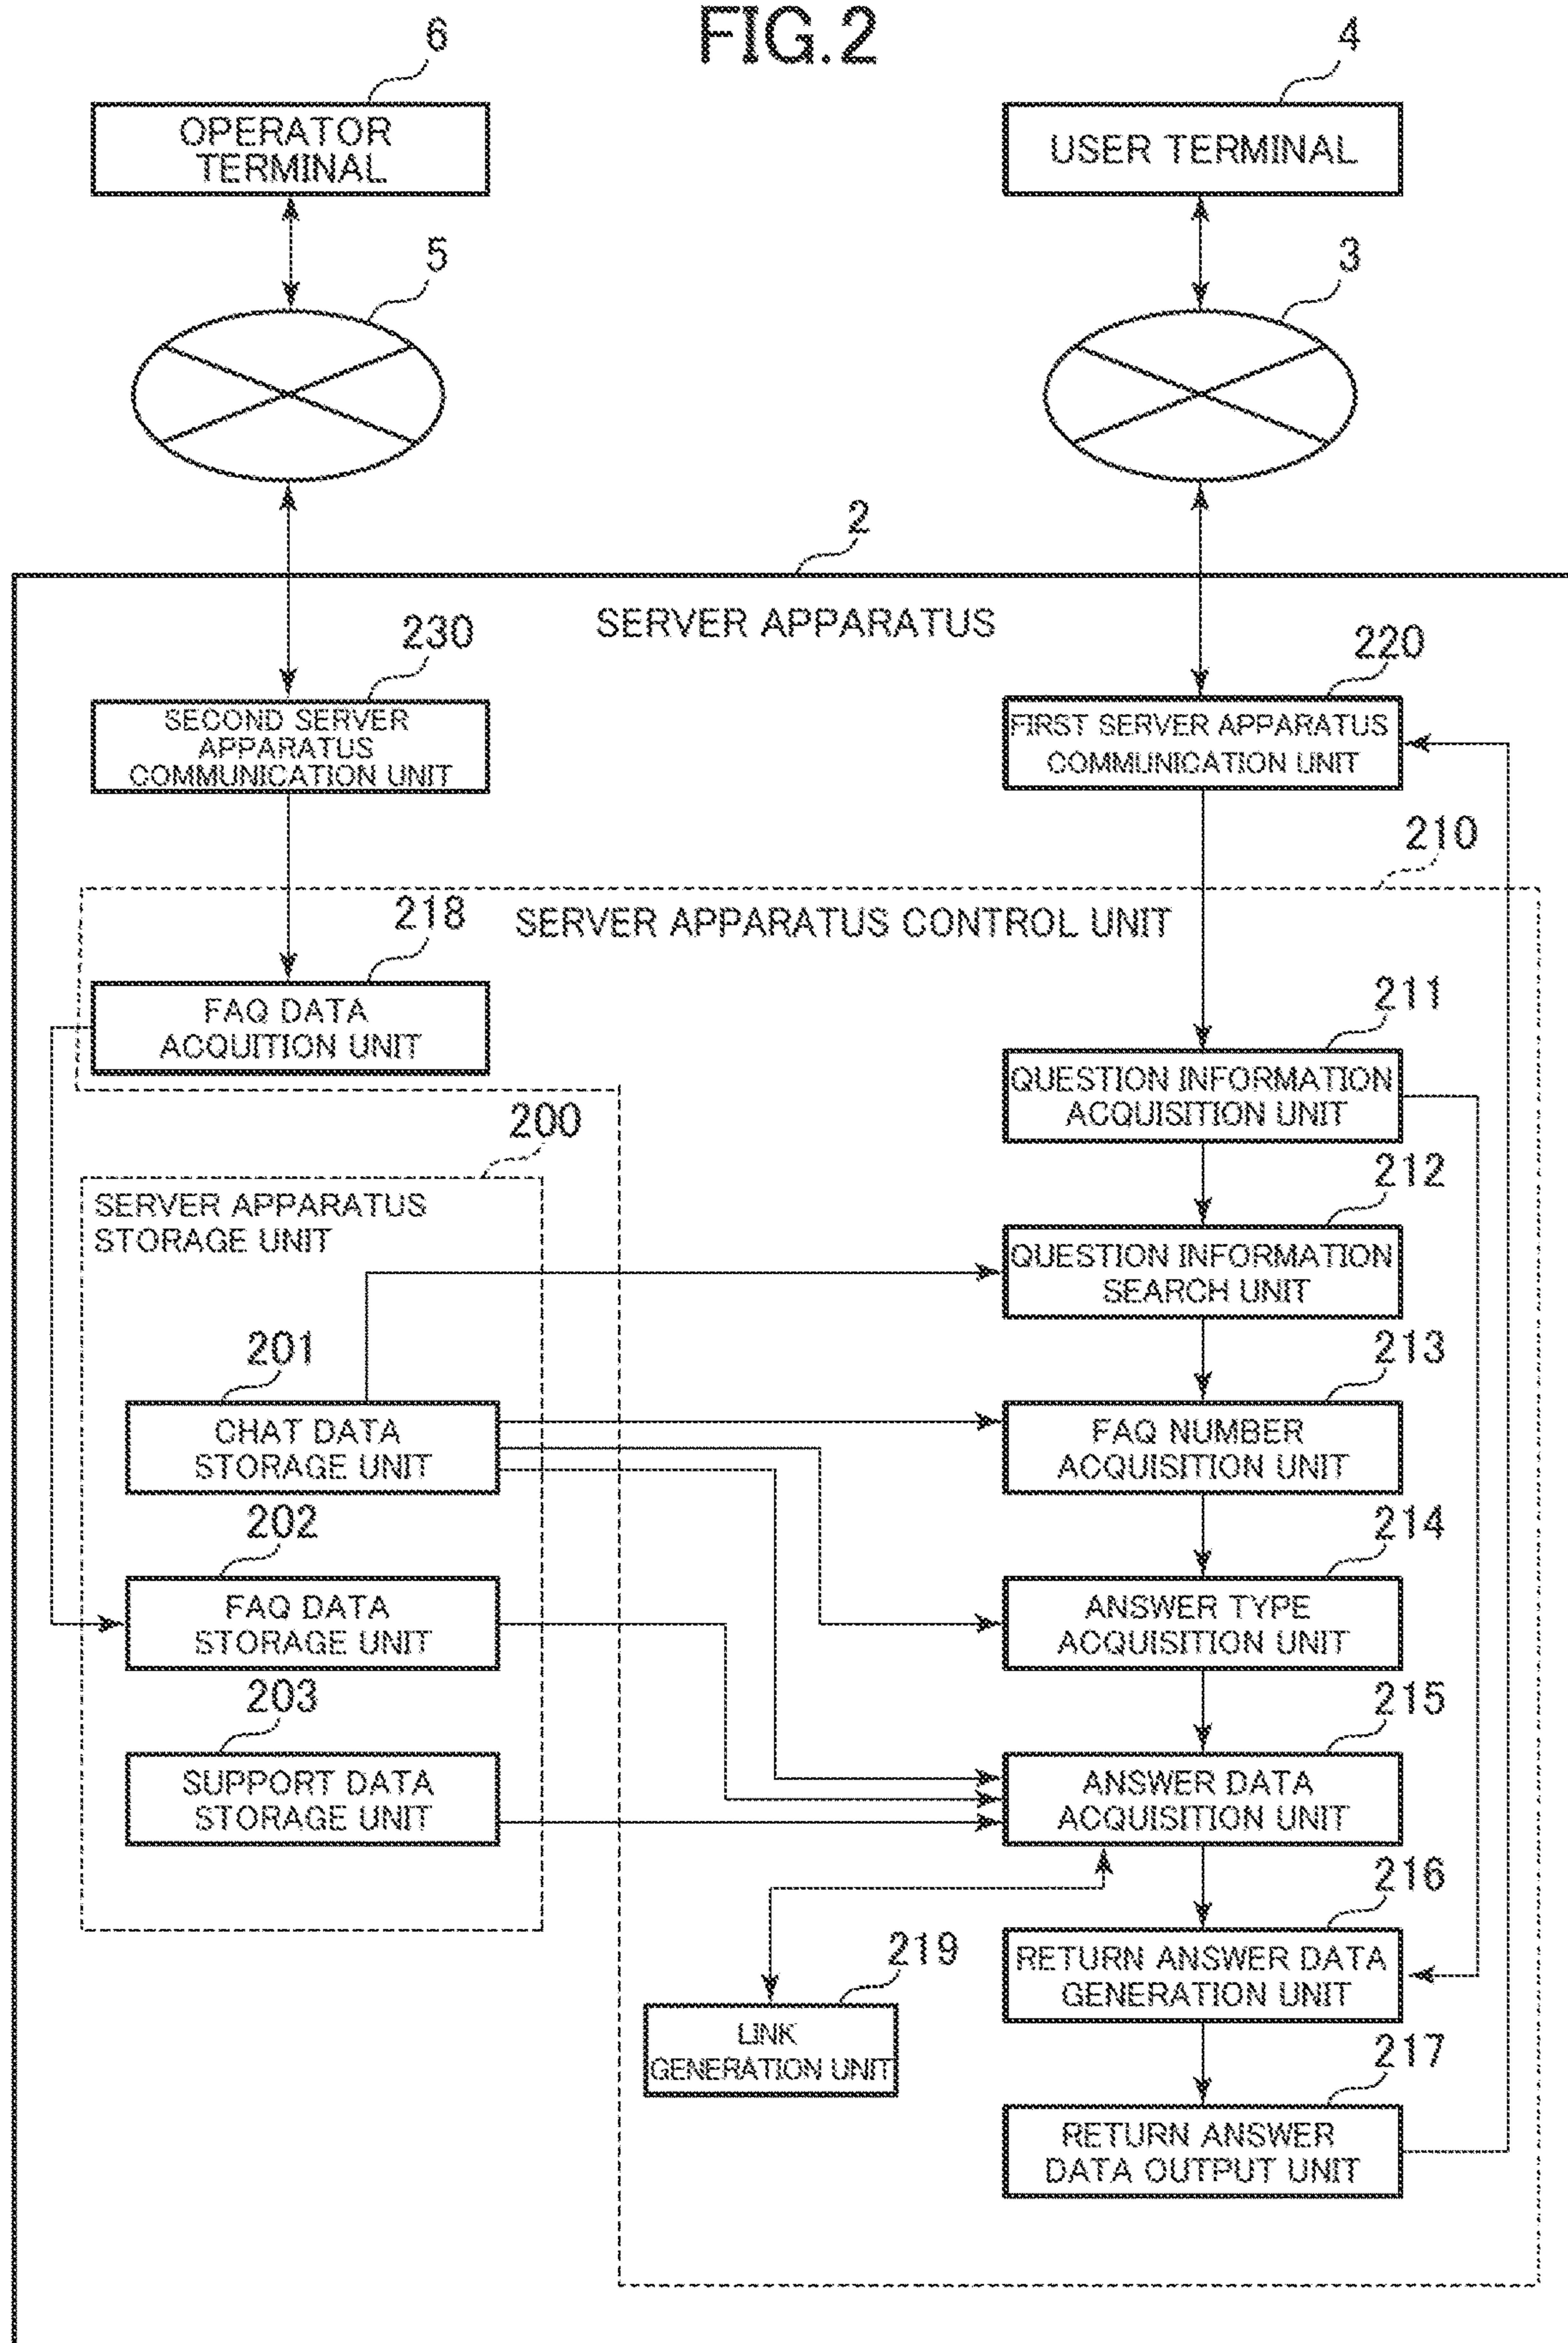 FIG.2
6
4
OPERATOR
TERMINAL
USER TERMINAL
5
3
2
SERVER APPARATUS
230
220
SECOND SERVER
APPARATUS
COMMUNICATION UNIT
FIRST SERVER APPARATUS
COMMUNICATION UNIT
210
218
SERVER APPARATUS CONTROL UNIT
FAQ DATA
ACQUITION UNIT
211
QUESTION INFORMATION
ACQUISITION UNIT
200
212
SERVER APPARATUS
STORAGE UNIT
QUESTION INFORMATION
SEARCH UNIT
201
213
CHAT DATA
STORAGE UNIT
FAQ NUMBER
ACQUISITION UNIT
202
214
FAQ DATA
STORAGE UNIT
ANSWER TYPE
ACQUISITION UNIT
203
215
SUPPORT DATA
STORAGE UNIT
ANSWER DATA
ACQUISITION UNIT
216
219
RETURN ANSWER DATA
GENERATION UNIT
LINK
GENERATION UNIT
217
RETURN ANSWER
DATA OUTPUT UNIT